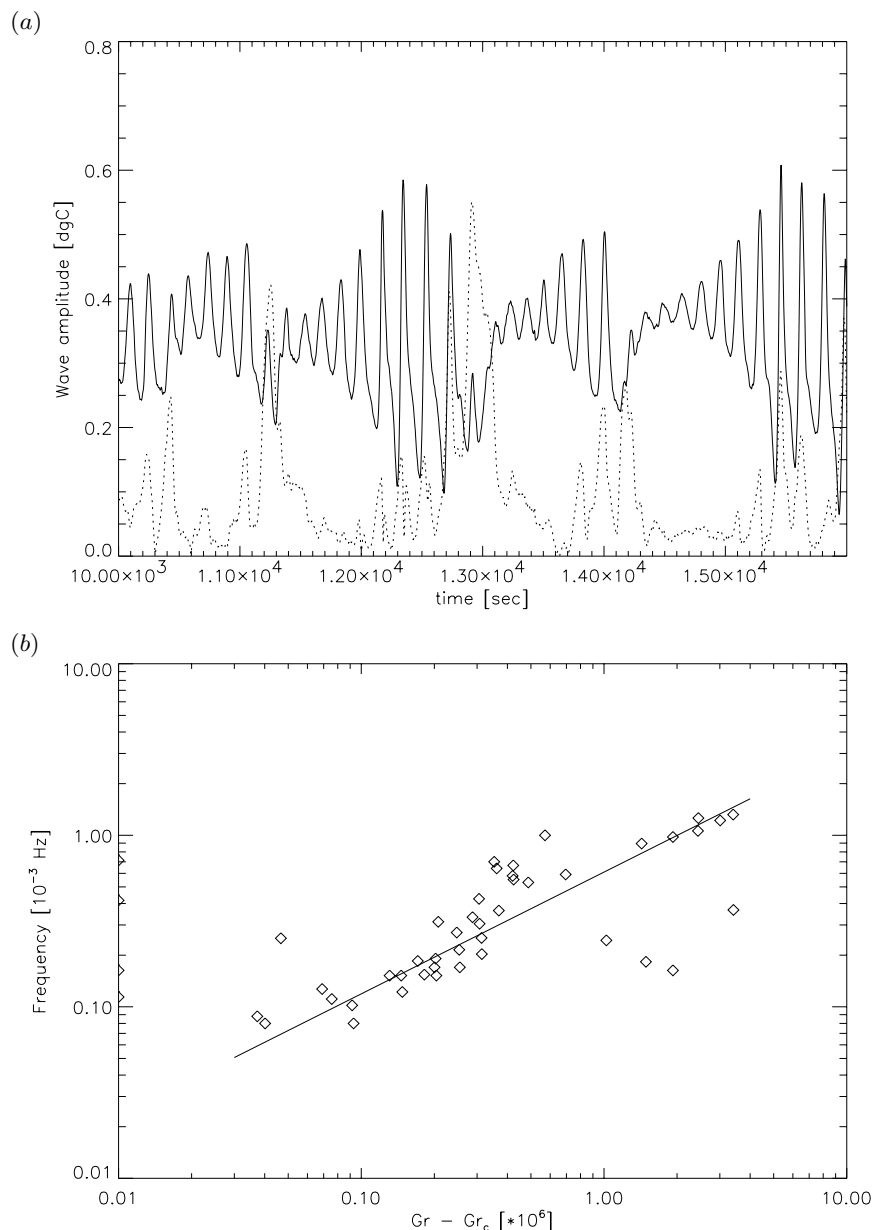 (a)
0.8
0.6
0.4
0.2
0.0
Wave amplitude [dgC]
10.00×10³ 1.10×10⁴ 1.20×10⁴ 1.30×10⁴ 1.40×10⁴ 1.50×10⁴
time [sec]
(b)
10.00
1.00
0.10
0.01
Frequency [10⁻³ Hz]
0.01 0.10 1.00 10.00
Gr − Gr_c [*10⁶]